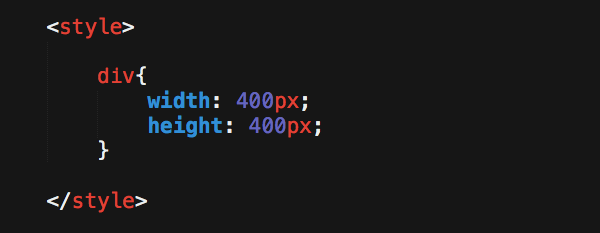 <style>
div{
width: 400px;
height: 400px;
}
</style>